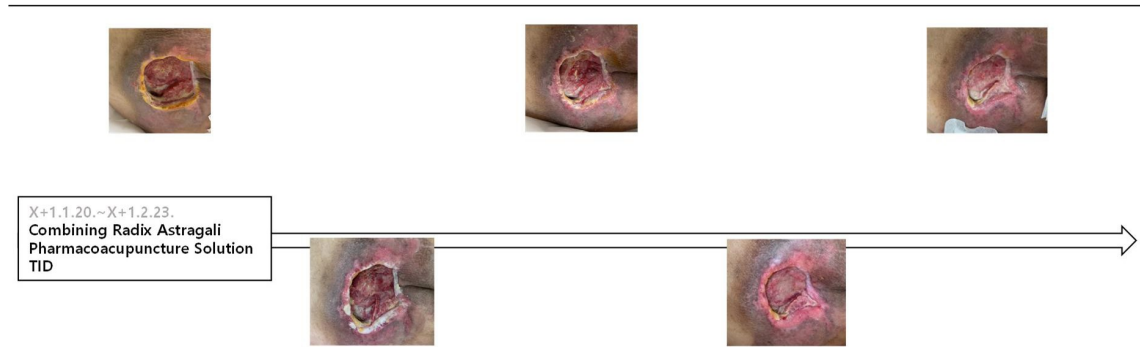 X+1.1.20.~X+1.2.23.
Combining Radix Astragali
Pharmacoacupuncture Solution
TID